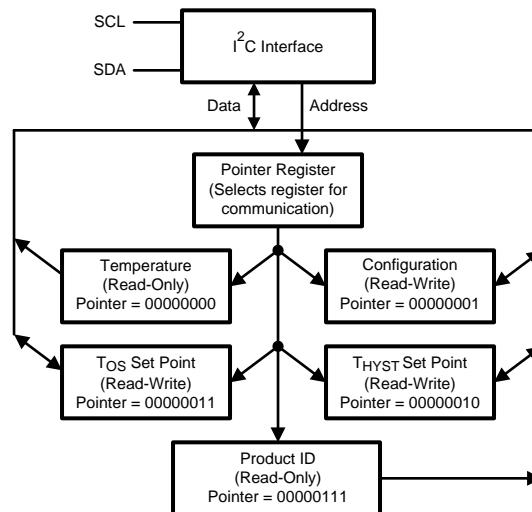 SCL
I²C Interface
SDA
Data
Address
Pointer Register
(Selects register for
communication)
Temperature
(Read-Only)
Pointer = 00000000
Configuration
(Read-Write)
Pointer = 00000001
TOS Set Point
(Read-Write)
Pointer = 00000011
THYST Set Point
(Read-Write)
Pointer = 00000010
Product ID
(Read-Only)
Pointer = 00000111